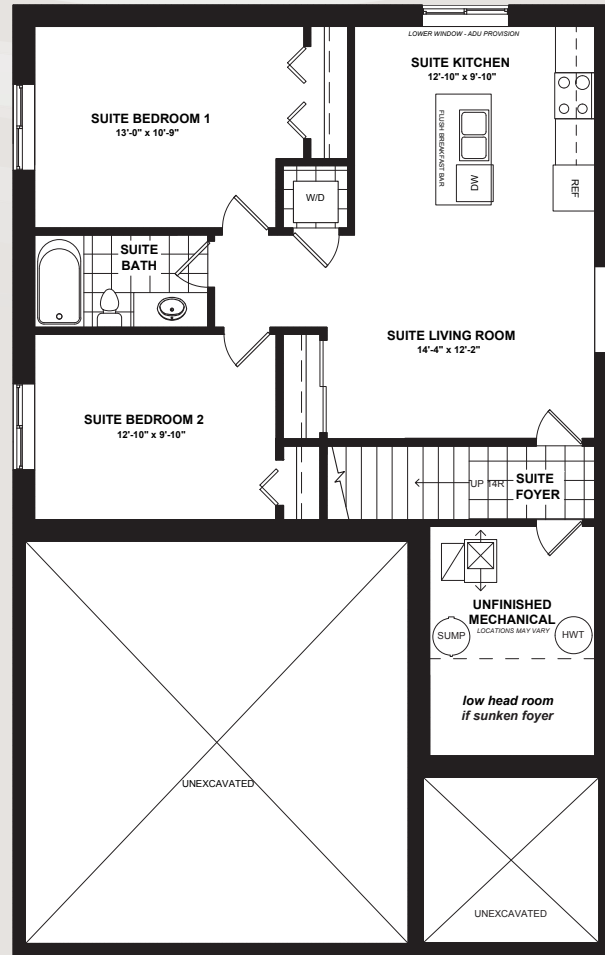 LOWER WINDOW - ADU PROVISION
SUITE KITCHEN
12'-10" x 9'-10"
SUITE BEDROOM 1
13'-0" x 10'-9"
FLUSH BREAKFAST BAR
DW
REF
W/D
SUITE
BATH
SUITE LIVING ROOM
14'-4" x 12'-2"
SUITE BEDROOM 2
12'-10" x 9'-10"
UP 14R
SUITE
FOYER
UNFINISHED
MECHANICAL
LOCATIONS MAY VARY
SUMP
HWT
low head room
if sunken foyer
UNEXCAVATED
UNEXCAVATED